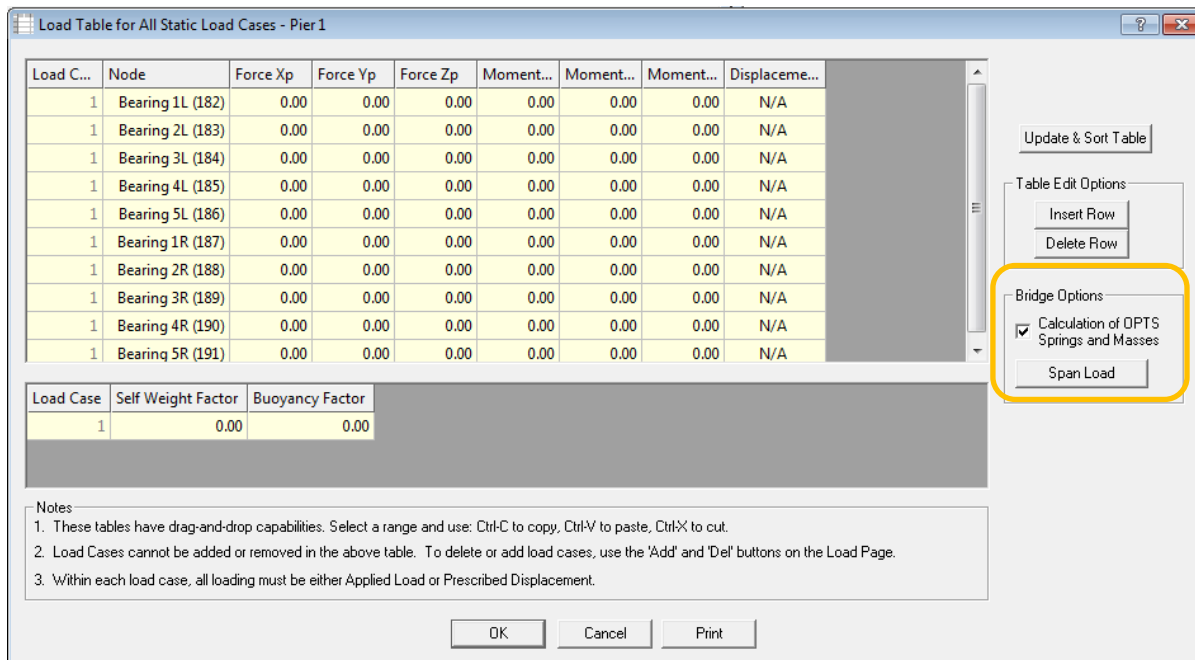 Load Table for All Static Load Cases - Pier 1
Load C... Node Force Xp Force Yp Force Zp Moment... Moment... Moment... Displaceme...
1 Bearing 1L (182) 0.00 0.00 0.00 0.00 0.00 0.00 N/A
1 Bearing 2L (183) 0.00 0.00 0.00 0.00 0.00 0.00 N/A
1 Bearing 3L (184) 0.00 0.00 0.00 0.00 0.00 0.00 N/A
1 Bearing 4L (185) 0.00 0.00 0.00 0.00 0.00 0.00 N/A
1 Bearing 5L (186) 0.00 0.00 0.00 0.00 0.00 0.00 N/A
1 Bearing 1R (187) 0.00 0.00 0.00 0.00 0.00 0.00 N/A
1 Bearing 2R (188) 0.00 0.00 0.00 0.00 0.00 0.00 N/A
1 Bearing 3R (189) 0.00 0.00 0.00 0.00 0.00 0.00 N/A
1 Bearing 4R (190) 0.00 0.00 0.00 0.00 0.00 0.00 N/A
1 Bearing 5R (191) 0.00 0.00 0.00 0.00 0.00 0.00 N/A
Update & Sort Table
Table Edit Options
Insert Row
Delete Row
Bridge Options
Calculation of OPTS
Springs and Masses
Span Load
Load Case Self Weight Factor Buoyancy Factor
1 0.00 0.00
Notes
1. These tables have drag-and-drop capabilities. Select a range and use: Ctrl-C to copy, Ctrl-V to paste, Ctrl-X to cut.
2. Load Cases cannot be added or removed in the above table. To delete or add load cases, use the 'Add' and 'Del' buttons on the Load Page.
3. Within each load case, all loading must be either Applied Load or Prescribed Displacement.
OK Cancel Print